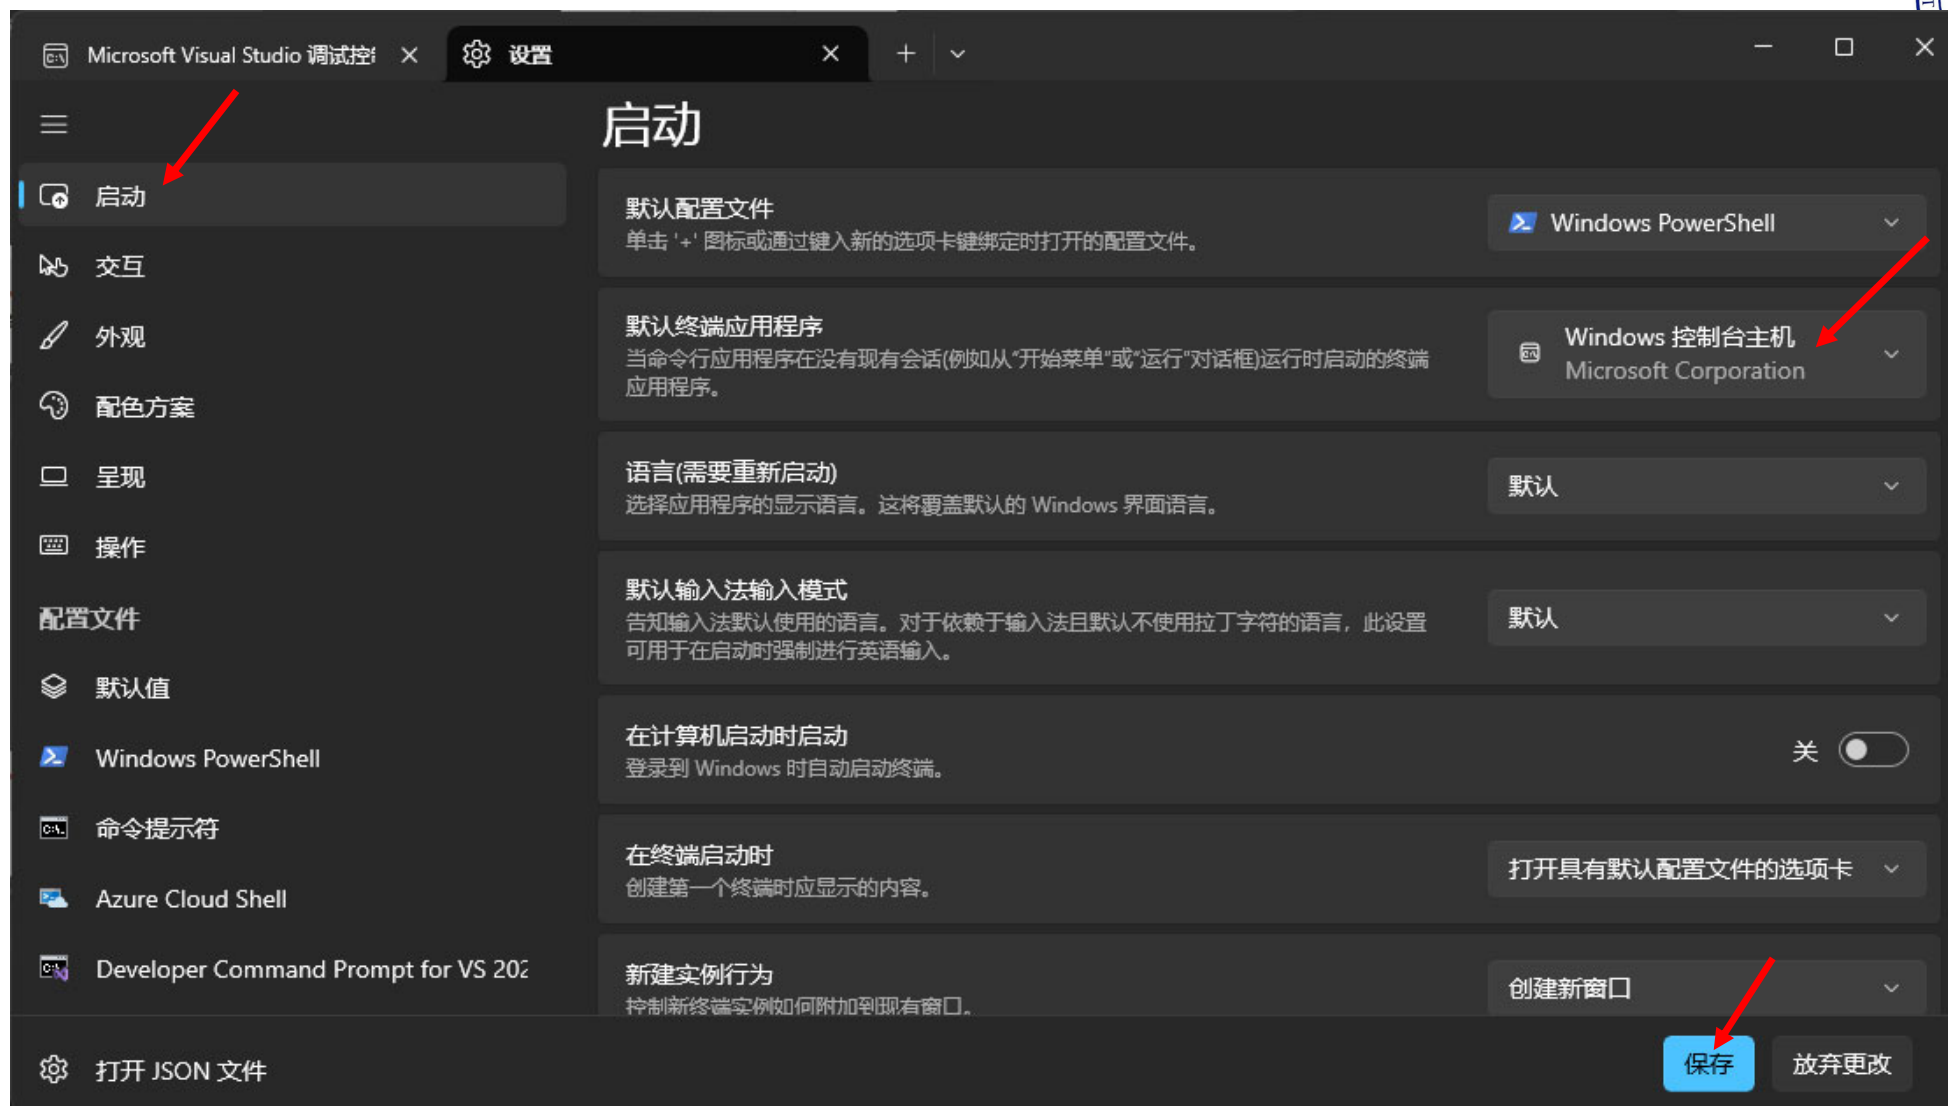 Microsoft Visual Studio 调试控
设置
启动
交互
外观
配色方案
呈现
操作
配置文件
默认值
Windows PowerShell
命令提示符
Azure Cloud Shell
Developer Command Prompt for VS 202
打开 JSON 文件
启动
默认配置文件
单击 '+' 图标或通过键入新的选项卡键绑定时打开的配置文件。
Windows PowerShell
默认终端应用程序
当命令行应用程序在没有现有会话(例如从“开始菜单”或“运行”对话框)运行时启动的终端
应用程序。
Windows 控制台主机
Microsoft Corporation
语言(需要重新启动)
选择应用程序的显示语言。这将覆盖默认的 Windows 界面语言。
默认
默认输入法输入模式
告知输入法默认使用的语言。对于依赖于输入法且默认不使用拉丁字符的语言，此设置
可用于在启动时强制进行英语输入。
默认
在计算机启动时启动
登录到 Windows 时自动启动终端。
关
在终端启动时
创建第一个终端时应显示的内容。
打开具有默认配置文件的选项卡
新建实例行为
控制新终端实例如何附加到现有窗口。
创建新窗口
保存
放弃更改